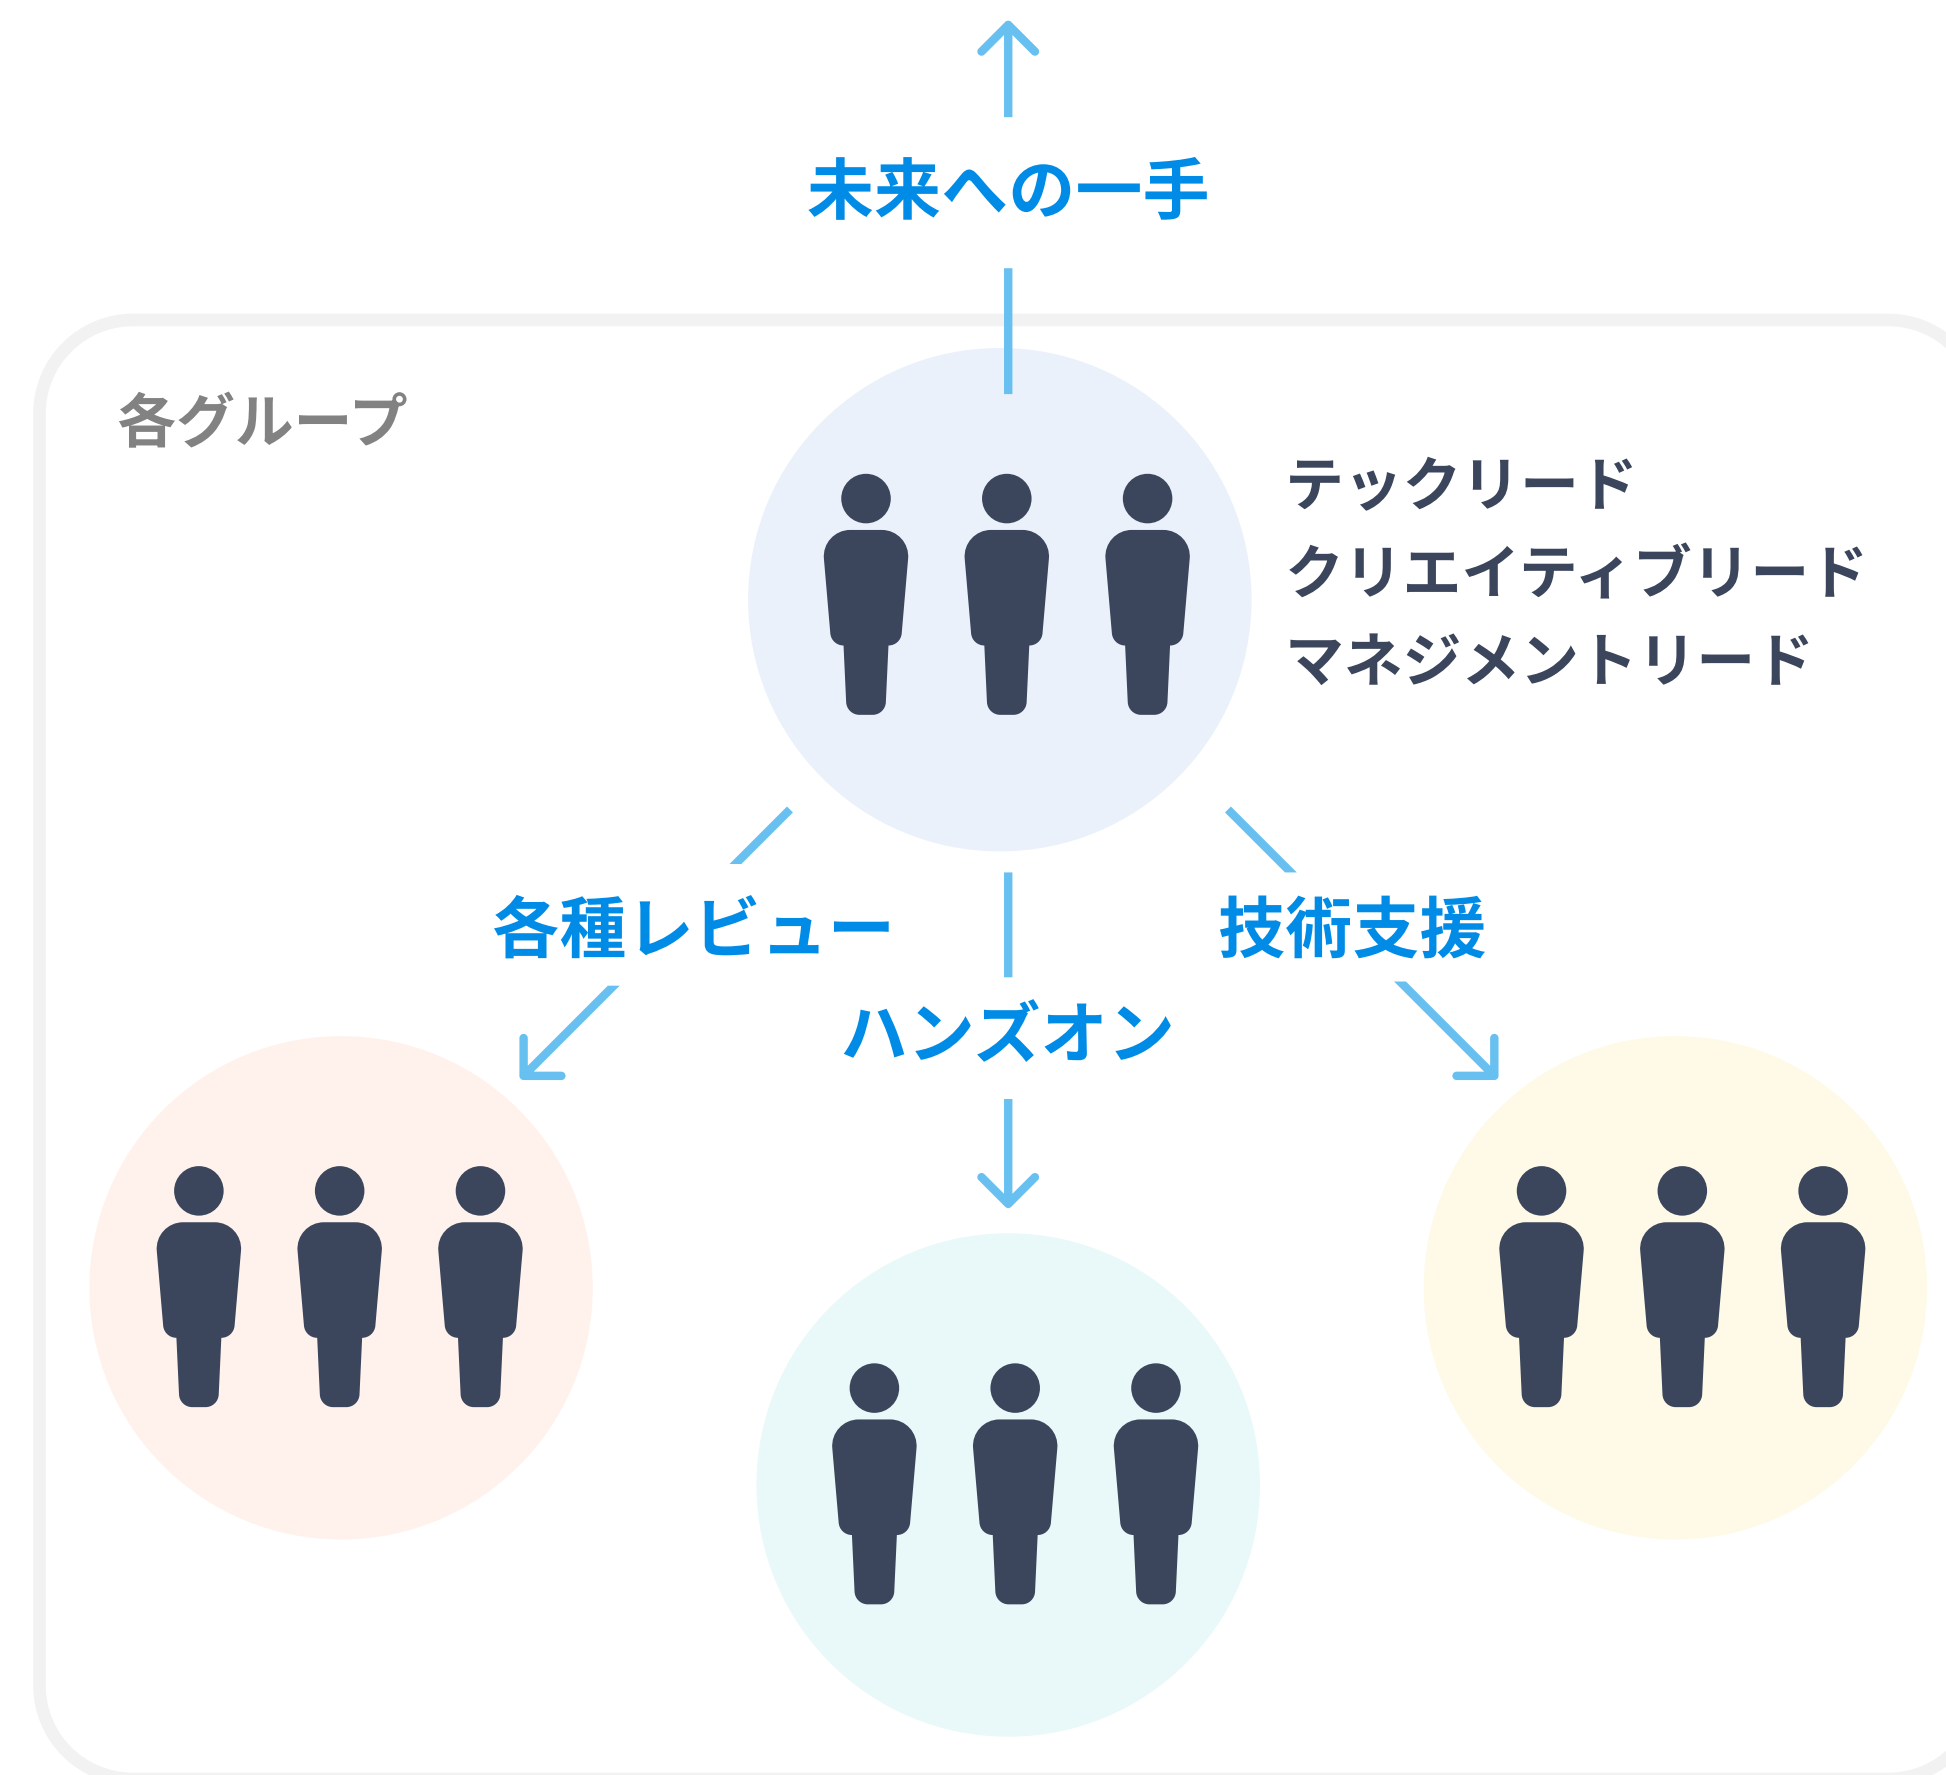 未来への一手
各グループ
テックリード
クリエイティブリード
マネジメントリード
各種レビュー
技術支援
ハンズオン